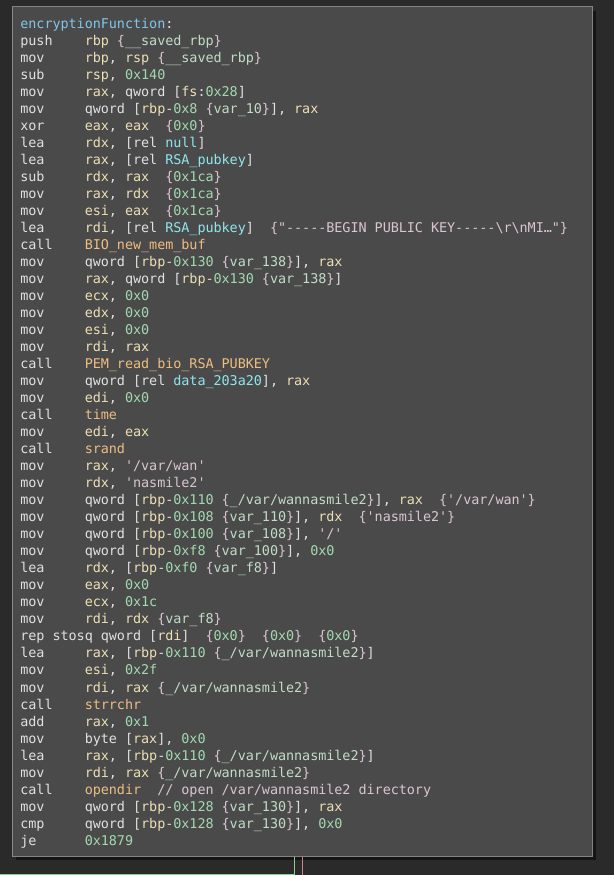 encryptionFunction:
push    rbp {__saved_rbp}
mov     rbp, rsp {__saved_rbp}
sub     rsp, 0x140
mov     rax, qword [fs:0x28]
mov     qword [rbp-0x8 {var_10}], rax
xor     eax, eax  {0x0}
lea     rdx, [rel null]
lea     rax, [rel RSA_pubkey]
sub     rdx, rax  {0x1ca}
mov     rax, rdx  {0x1ca}
mov     esi, eax  {0x1ca}
lea     rdi, [rel RSA_pubkey]  {"-----BEGIN PUBLIC KEY-----\r\nMI…"}
call    BIO_new_mem_buf
mov     qword [rbp-0x130 {var_138}], rax
mov     rax, qword [rbp-0x130 {var_138}]
mov     ecx, 0x0
mov     edx, 0x0
mov     esi, 0x0
mov     rdi, rax
call    PEM_read_bio_RSA_PUBKEY
mov     qword [rel data_203a20], rax
mov     edi, 0x0
call    time
mov     edi, eax
call    srand
mov     rax, '/var/wan'
mov     rdx, 'nasmile2'
mov     qword [rbp-0x110 {_/var/wannasmile2}], rax  {'/var/wan'}
mov     qword [rbp-0x108 {var_110}], rdx  {'nasmile2'}
mov     qword [rbp-0x100 {var_108}], '/'
mov     qword [rbp-0xf8 {var_100}], 0x0
lea     rdx, [rbp-0xf0 {var_f8}]
mov     eax, 0x0
mov     ecx, 0x1c
mov     rdi, rdx {var_f8}
rep stosq qword [rdi]  {0x0}  {0x0}  {0x0}
lea     rax, [rbp-0x110 {_/var/wannasmile2}]
mov     esi, 0x2f
mov     rdi, rax {_/var/wannasmile2}
call    strrchr
add     rax, 0x1
mov     byte [rax], 0x0
lea     rax, [rbp-0x110 {_/var/wannasmile2}]
mov     rdi, rax {_/var/wannasmile2}
call    opendir  // open /var/wannasmile2 directory
mov     qword [rbp-0x128 {var_130}], rax
cmp     qword [rbp-0x128 {var_130}], 0x0
je      0x1879